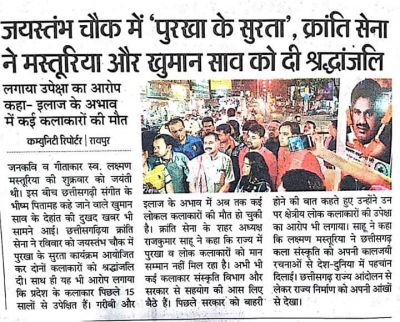 जयस्तंभ चौक में ‘पुरखा के सुरता’, क्रांति सेना
ने मस्तूरिया और खुमान साव को दी श्रद्धांजलि
लगाया उपेक्षा का आरोप
कहा- इलाज के अभाव
में कई कलाकारों की मौत
कम्युनिटी रिपोर्टर | रायपुर
जनकवि व गीतकार स्व. लक्ष्मण
मस्तूरिया की शुक्रवार को जयंती
थी। इस बीच छत्तीसगढ़ी संगीत के
भीष्म पितामह कहे जाने वाले खुमान
साव के देहांत की दुखद खबर भी
सामने आई। छत्तीसगढ़िया क्रांति
सेना ने रविवार को जयस्तंभ चौक में
पुरखा के सुरता कार्यक्रम आयोजित
कर दोनों कलाकारों को श्रद्धांजलि
दी। साथ ही यह भी आरोप लगाया
कि प्रदेश के कलाकार पिछले 15
सालों से उपेक्षित हैं। गरीबी और
इलाज के अभाव में अब तक कई
लोकल कलाकारों की मौत हो चुकी
है। क्रांति सेना के शहर अध्यक्ष
राजकुमार साहू ने कहा कि राज्य में
पुरखा व लोक कलाकारों को मान
सम्मान नहीं मिल रहा है। अभी भी
कई कलाकार संस्कृति विभाग और
सरकार से सहयोग की आस लिए
बैठे हैं। पिछले सरकार को बाहरी
होने की बात कहते हुए उन्होंने उन
पर क्षेत्रीय लोक कलाकारों की उपेक्षा
का आरोप भी लगाया। साहू ने कहा
कि लक्ष्मण मस्तूरिया ने छत्तीसगढ़
कला संस्कृति को अपनी कालजयी
रचनाओं से देश-दुनिया में पहचान
दिलाई। छत्तीसगढ़ राज्य आंदोलन से
लेकर राज्य निर्माण को अपनी आंखों
से देखा।